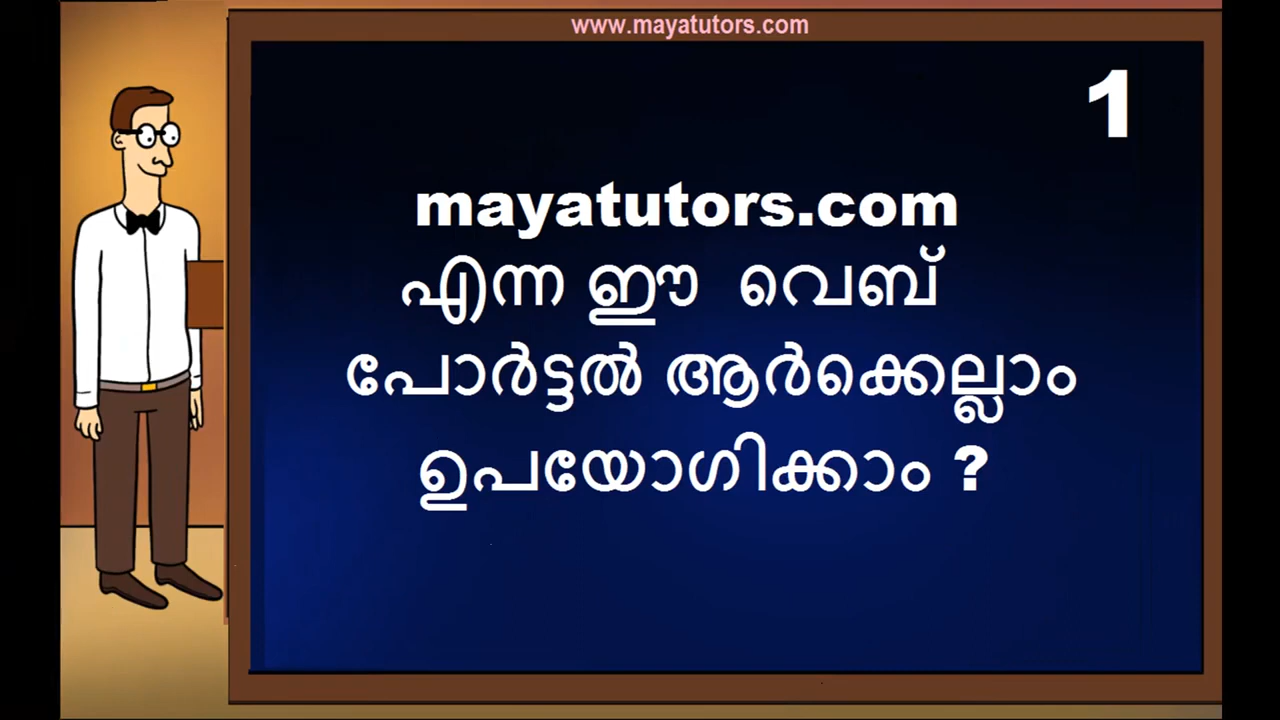 www.mayatutors.com
1
mayatutors.com
എന്ന ഈ വെബ്
പോർട്ടൽ ആർക്കെല്ലാം
ഉപയോഗിക്കാം ?